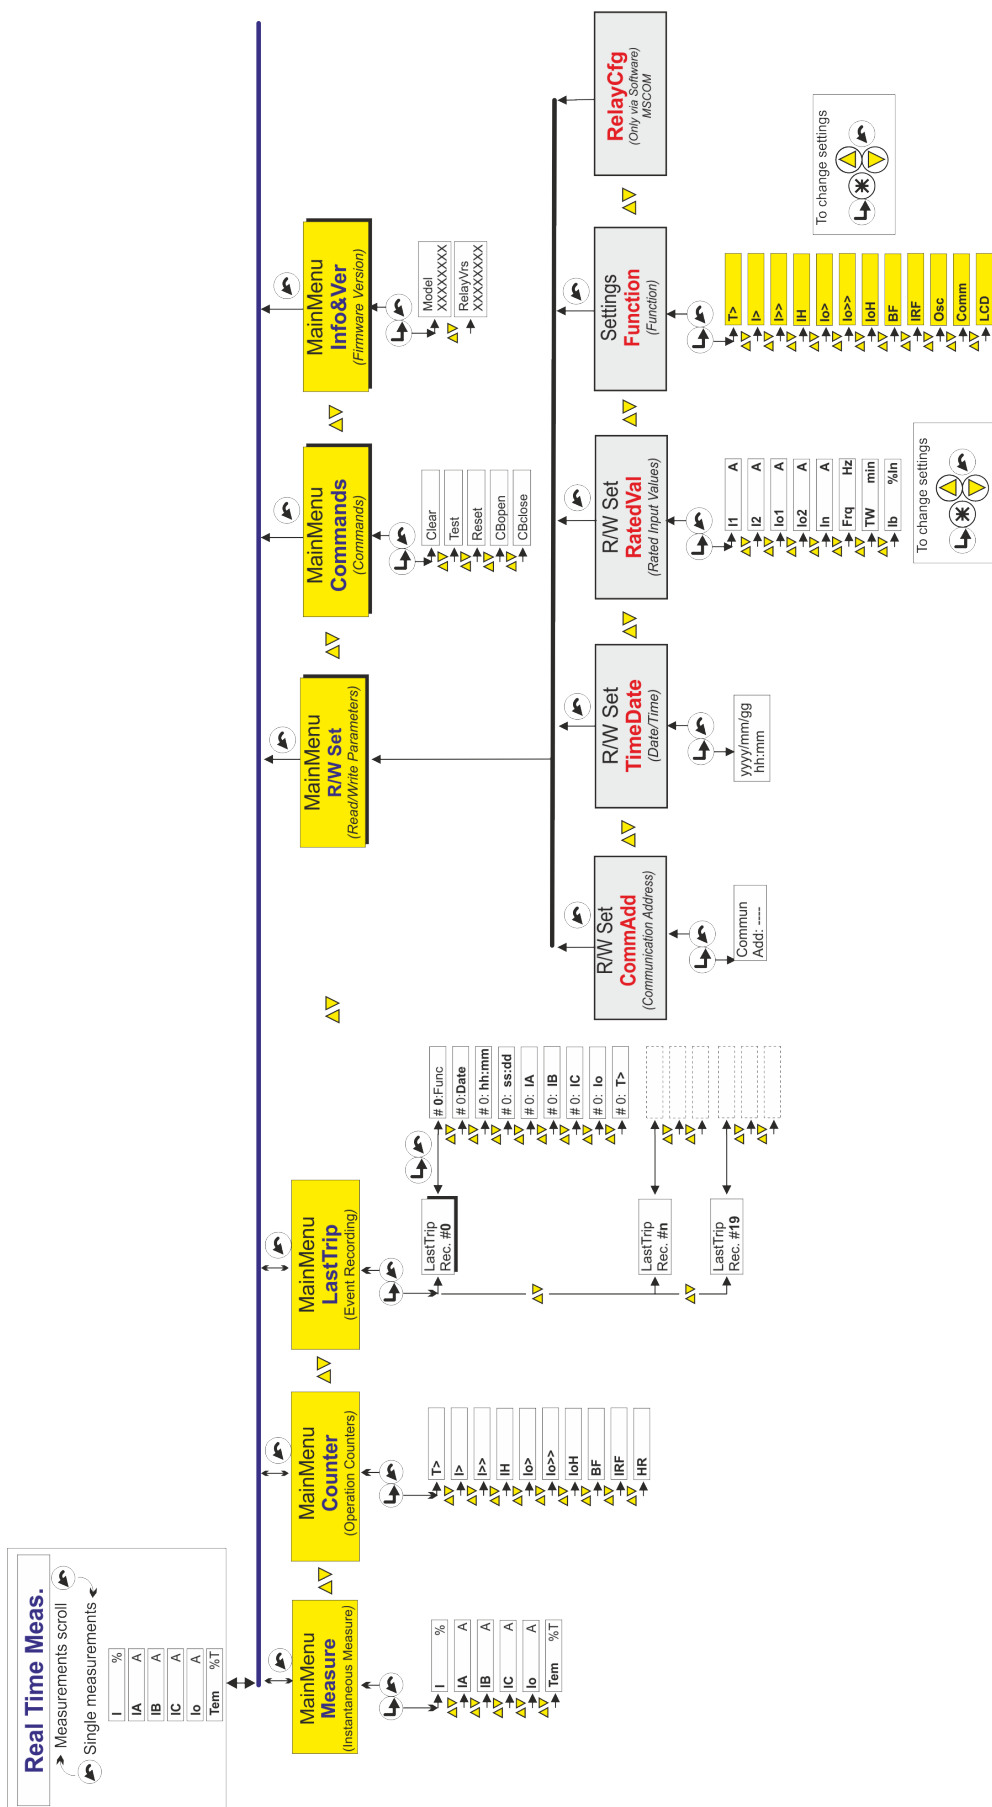 Real Time Meas.
Measurements scroll
Single measurements
I %
IA A
IB A
IC A
Io A
Tem %T
MainMenu
Measure
(Instantaneous Measure)
I %
IA A
IB A
IC A
Io A
Tem %T
MainMenu
Counter
(Operation Counters)
T>
I>
I>>
IH
Io>
Io>>
IoH
BF
IRF
HR
MainMenu
LastTrip
(Event Recording)
LastTrip
Rec. #0
# 0:Func
# 0:Date
# 0: hh:mm
# 0: ss:dd
# 0: IA
# 0: IB
# 0: IC
# 0: Io
# 0: T>
LastTrip
Rec. #n
LastTrip
Rec. #19
MainMenu
R/W Set
(Read/Write Parameters)
MainMenu
Commands
(Commands)
Clear
Test
Reset
CBopen
CBclose
MainMenu
Info&Ver
(Firmware Version)
Model
XXXXXXXX
RelayVrs
XXXXXXXXX
R/W Set
CommAdd
(Communication Address)
Commun
Add: ----
R/W Set
TimeDate
(Date/Time)
yyyy/mm/gg
hh:mm
R/W Set
RatedVal
(Rated Input Values)
I1 A
I2 A
Io1 A
Io2 A
In A
Frq Hz
TW min
Ib %In
To change settings
Settings
Function
(Function)
T>
I>
I>>
IH
Io>
Io>>
IoH
BF
IRF
Osc
Comm
LCD
To change settings
RelayCfg
(Only via Software)
MSCOM